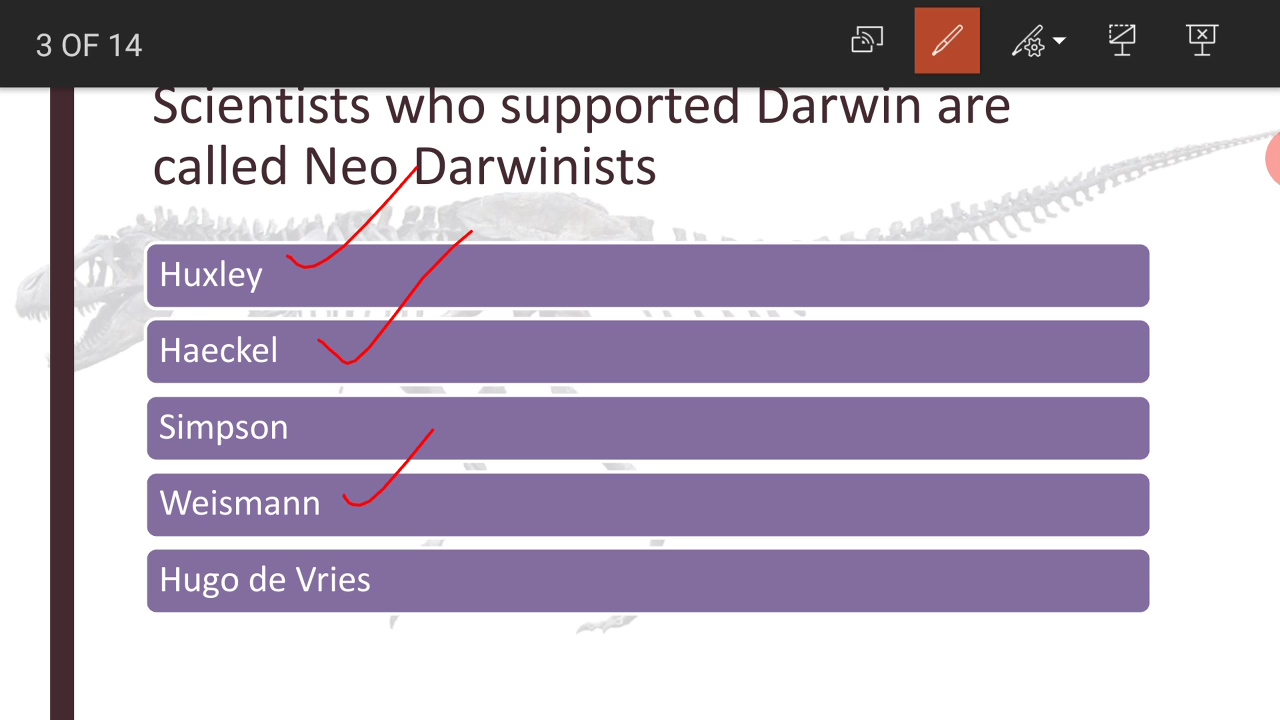 3 OF 14
Scientists who supported Darwin are
called Neo Darwinists
Huxley
Haeckel
Simpson
Weismann
Hugo de Vries